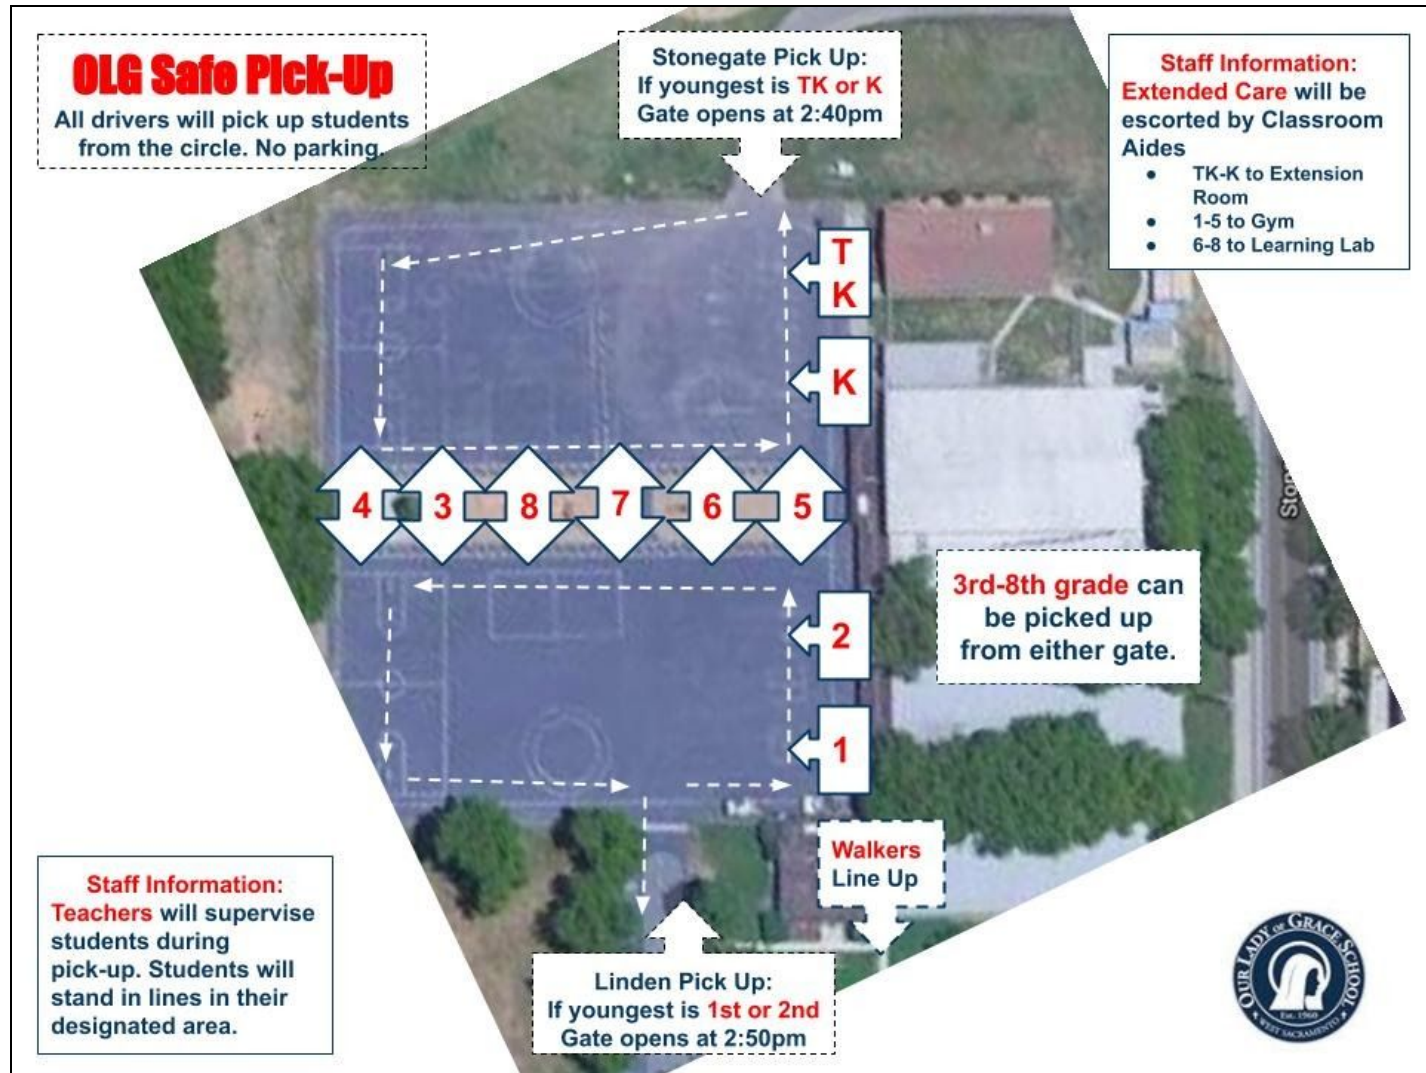 OLG Safe Pick-Up
All drivers will pick up students
from the circle. No parking.
Stonegate Pick Up:
If youngest is TK or K
Gate opens at 2:40pm
Staff Information:
Extended Care will be
escorted by Classroom
Aides
● TK-K to Extension
Room
● 1-5 to Gym
● 6-8 to Learning Lab
T
K
K
4 3 8 7 6 5
Ston
3rd-8th grade can
be picked up
from either gate.
2
1
Walkers
Line Up
Staff Information:
Teachers will supervise
students during
pick-up. Students will
stand in lines in their
designated area.
Linden Pick Up:
If youngest is 1st or 2nd
Gate opens at 2:50pm
OUR LADY OF GRACE SCHOOL
Est. 1960
WEST SACRAMENTO